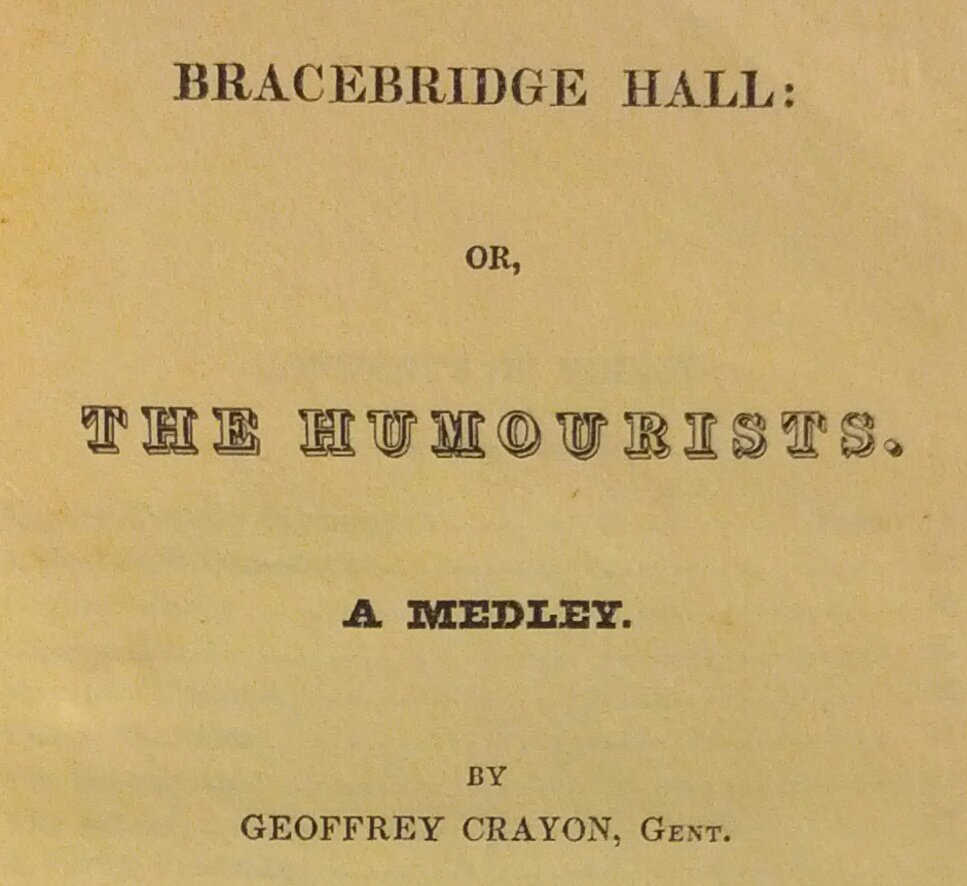 BRACEBRIDGE HALL:
OR,
THE HUMOURISTS.
A MEDLEY.
BY
GEOFFREY CRAYON, GENT.